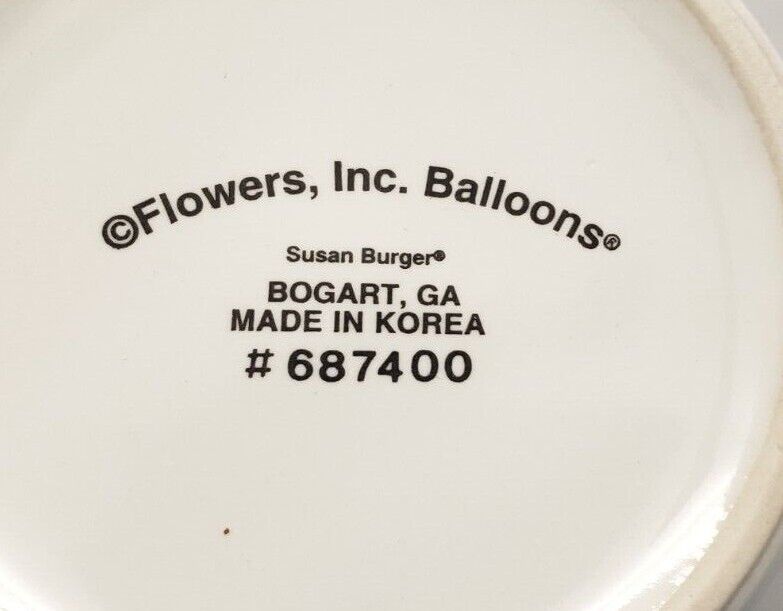 ©Flowers, Inc. Balloons®
Susan Burger®
BOGART, GA
MADE IN KOREA
# 687400